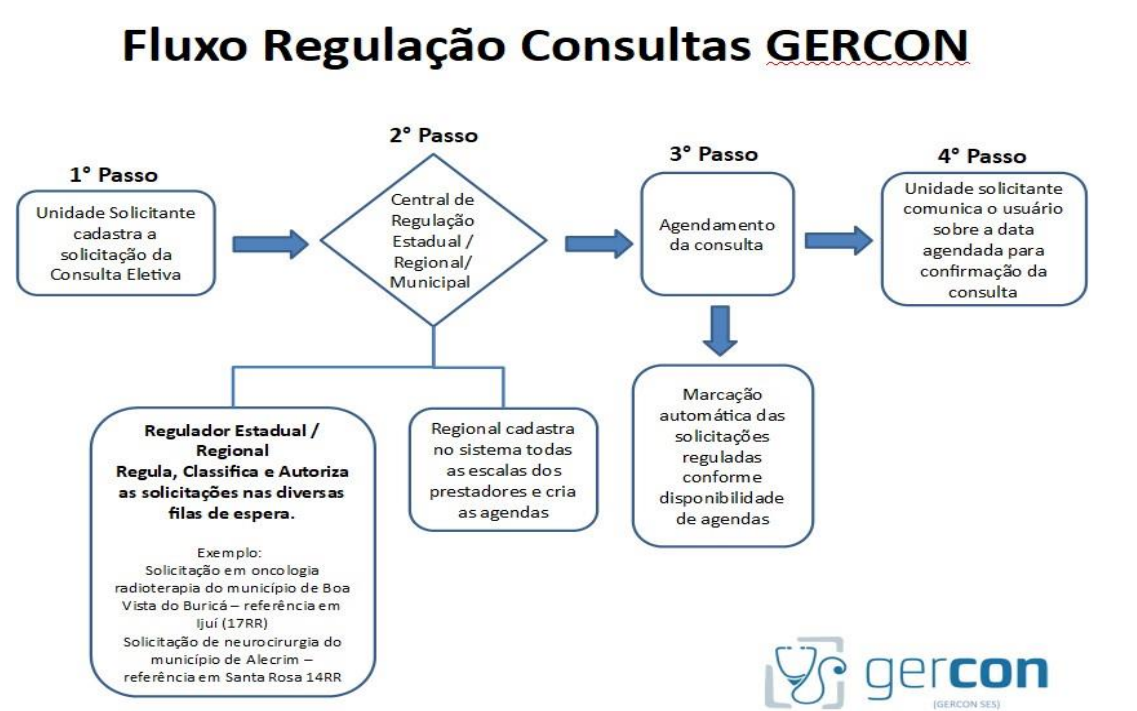 Fluxo Regulação Consultas GERCON
1° Passo
Unidade Solicitante
cadastra a
solicitação da
Consulta Eletiva
2° Passo
Central de
Regulação
Estadual /
Regional/
Municipal
3° Passo
Agendamento
da consulta
4° Passo
Unidade solicitante
comunica o usuário
sobre a data
agendada para
confirmação da
consulta
Regulador Estadual /
Regional
Regula, Classifica e Autoriza
as solicitações nas diversas
filas de espera.
Exemplo:
Solicitação em oncologia
radioterapia do município de Boa
Vista do Buricá – referência em
Ijuí (17RR)
Solicitação de neurocirurgia do
município de Alecrim –
referência em Santa Rosa 14RR
Regional cadastra
no sistema todas
as escalas dos
prestadores e cria
as agendas
Marcação
automática das
solicitações
reguladas
conforme
disponibilidade
de agendas
gercon
(GERCON SES)